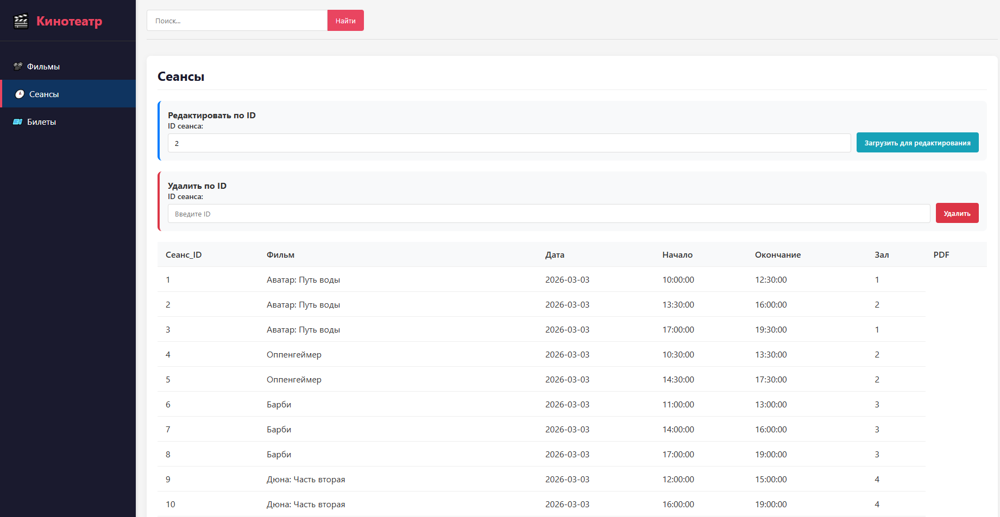 Кинотеатр
Поиск...
Найти
Фильмы
Сеансы
Билеты
Сеансы
Редактировать по ID
ID сеанса:
2
Загрузить для редактирования
Удалить по ID
ID сеанса:
Введите ID
Удалить
Сеанс_ID Фильм Дата Начало Окончание Зал PDF
1 Аватар: Путь воды 2026-03-03 10:00:00 12:30:00 1
2 Аватар: Путь воды 2026-03-03 13:30:00 16:00:00 2
3 Аватар: Путь воды 2026-03-03 17:00:00 19:30:00 1
4 Оппенгеймер 2026-03-03 10:30:00 13:30:00 2
5 Оппенгеймер 2026-03-03 14:30:00 17:30:00 2
6 Барби 2026-03-03 11:00:00 13:00:00 3
7 Барби 2026-03-03 14:00:00 16:00:00 3
8 Барби 2026-03-03 17:00:00 19:00:00 3
9 Дюна: Часть вторая 2026-03-03 12:00:00 15:00:00 4
10 Дюна: Часть вторая 2026-03-03 16:00:00 19:00:00 4